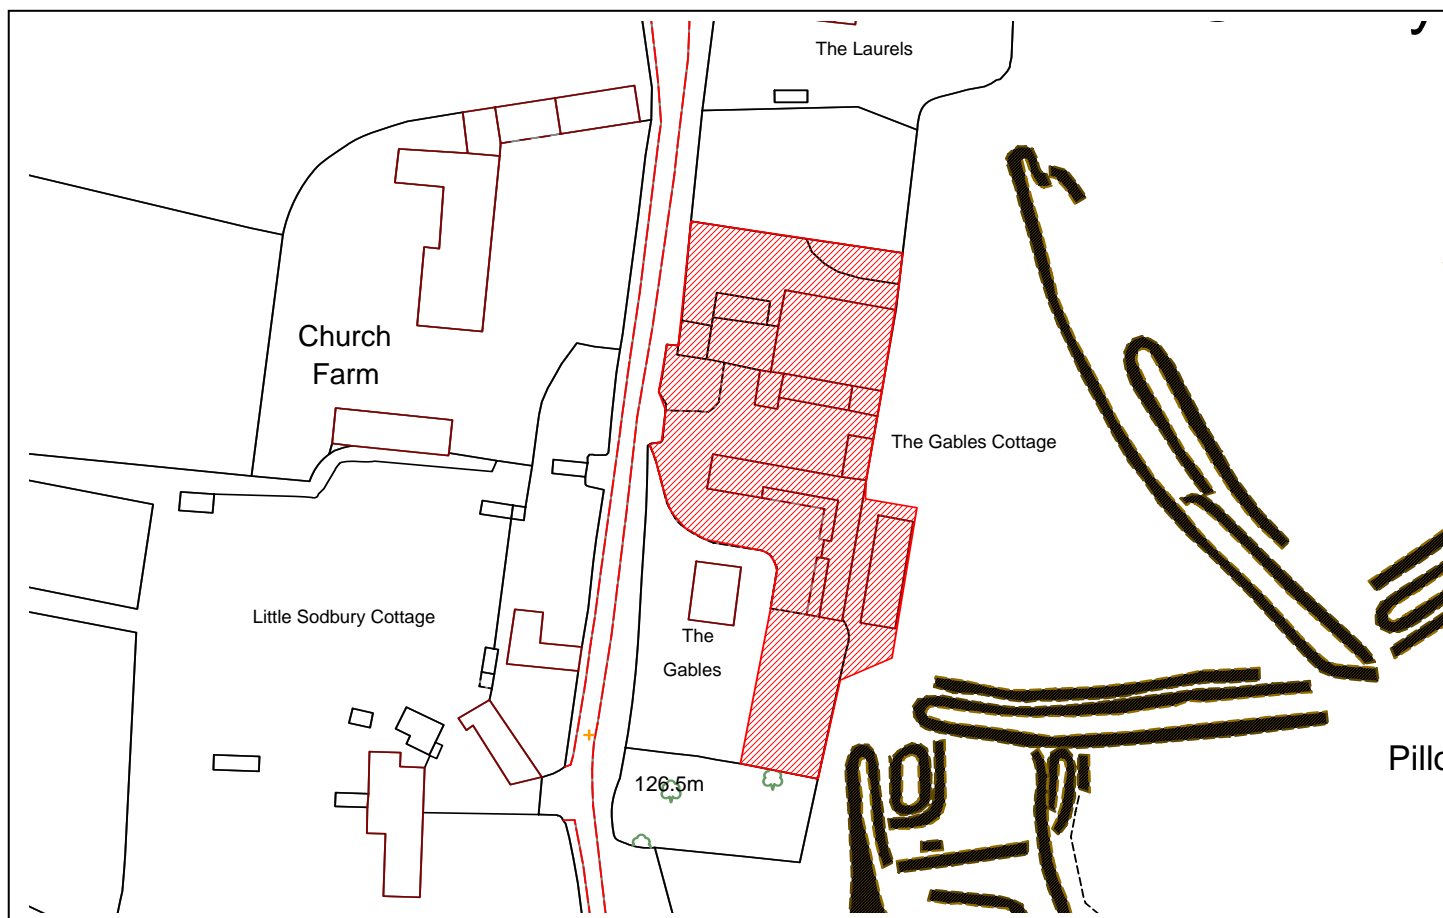 The Laurels
Church
Farm
The Gables Cottage
Little Sodbury Cottage
The
Gables
126.5m